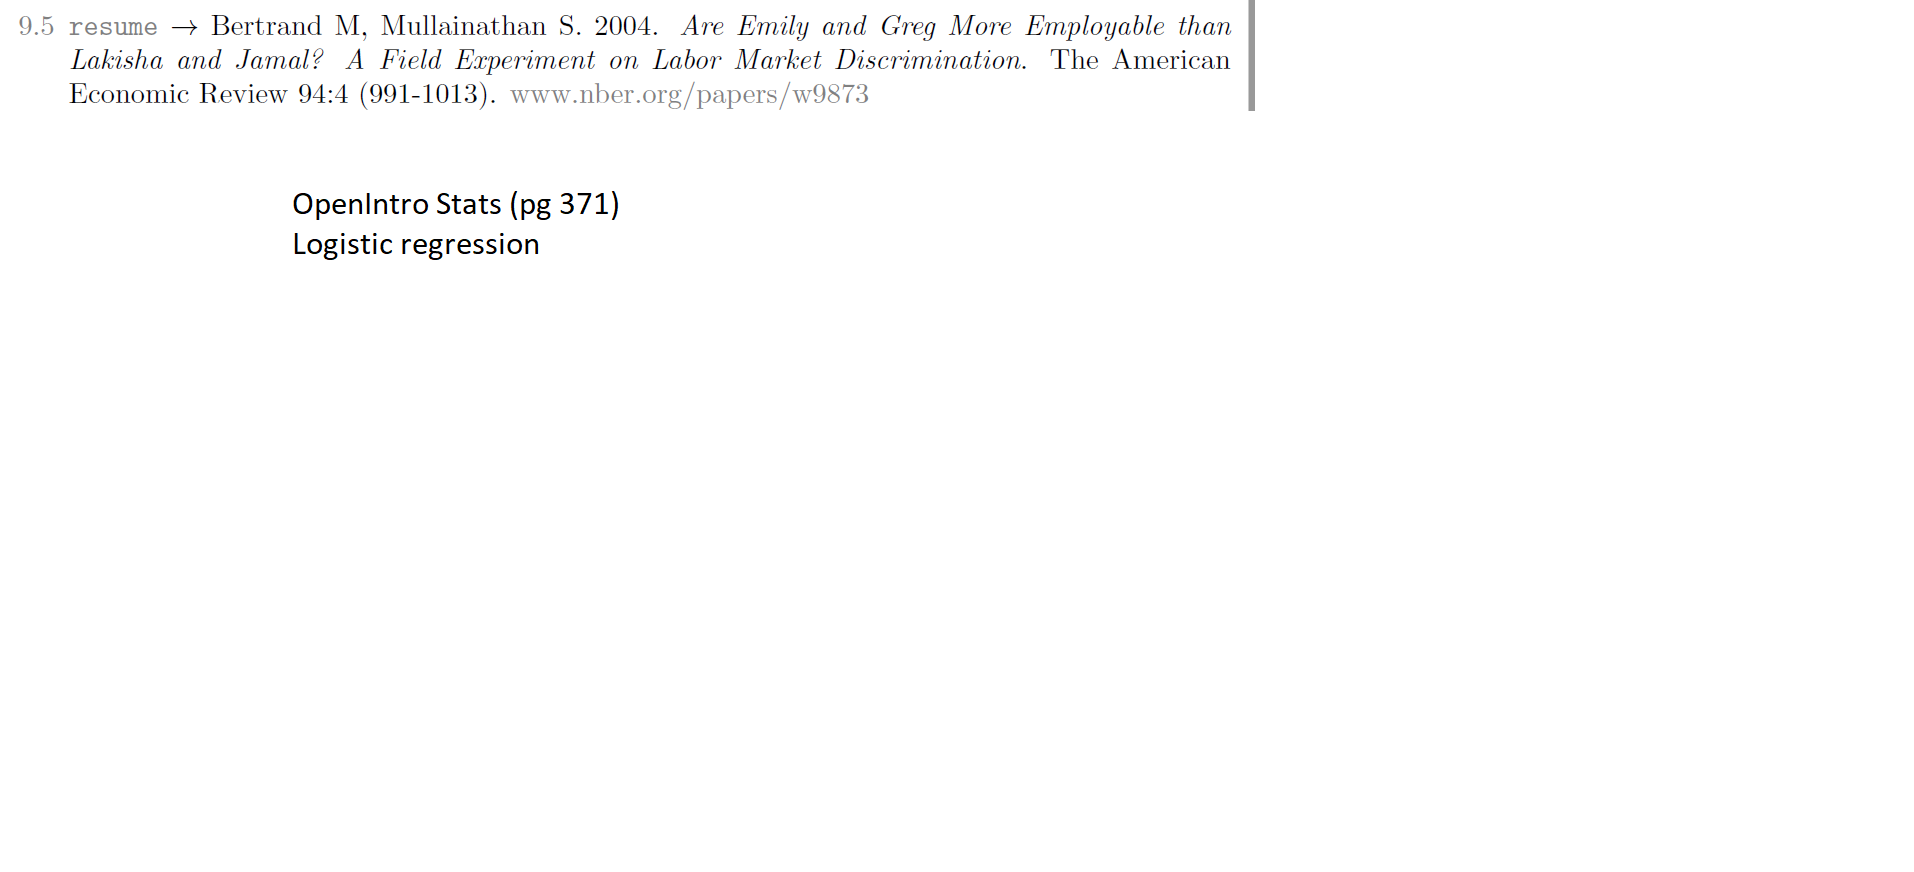 9.5 resume → Bertrand M, Mullainathan S. 2004. Are Emily and Greg More Employable than
Lakisha and Jamal? A Field Experiment on Labor Market Discrimination. The American
Economic Review 94:4 (991-1013). www.nber.org/papers/w9873
OpenIntro Stats (pg 371)
Logistic regression